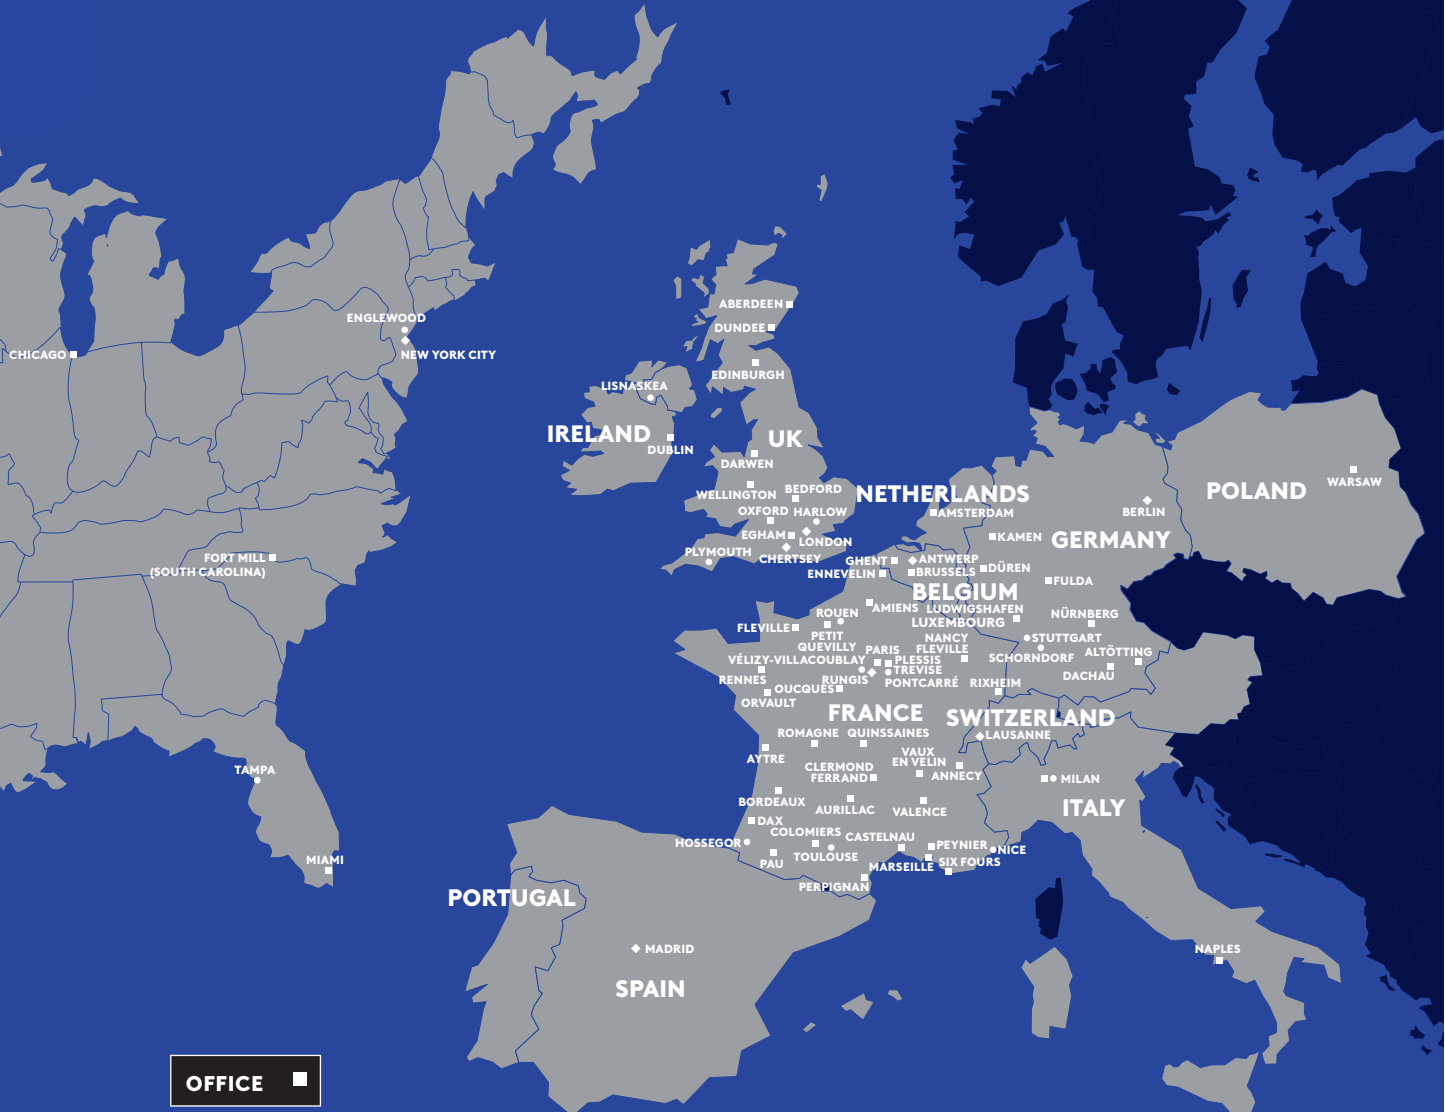 ENGLEWOOD
CHICAGO
NEW YORK CITY
FORT MILL
(SOUTH CAROLINA)
TAMPA
MIAMI
ABERDEEN
DUNDEE
EDINBURGH
LISNASKEA
IRELAND
DUBLIN
UK
DARWEN
WELLINGTON
BEDFORD
OXFORD
HARLOW
EGHAM
LONDON
PLYMOUTH
CHERTSEY
NETHERLANDS
AMSTERDAM
POLAND
WARSAW
BERLIN
GERMANY
KAMEN
GHENT
ANTWERP
ENNEVELIN
BRUSSELS
DÜREN
BELGIUM
FULDA
AMIENS
LUDWIGSHAFEN
LUXEMBOURG
NÜRNBERG
ROUEN
FLEVILLE
PETIT
QUEVILLY
NANCY
FLEVILLE
STUTTGART
SCHORNDORF
ALTÖTTING
DACHAU
VÉLIZY-VILLACOUBLAY
PARIS
PLESSIS
TREVISE
RENNES
RUNGIS
PONTCARRÉ
RIXHEIM
OUCQUES
ORVAULT
FRANCE
SWITZERLAND
LAUSANNE
ROMAGNE
QUINSSAINES
AYTRE
CLERMOND
FERRAND
VAUX
EN VELIN
ANNECY
MILAN
ITALY
BORDEAUX
AURILLAC
VALENCE
DAX
COLOMIERS
CASTELNAU
HOSSEGOR
PAU
TOULOUSE
PEYNIER
NICE
MARSEILLE
SIX FOURS
PERPIGNAN
PORTUGAL
MADRID
SPAIN
NAPLES
OFFICE